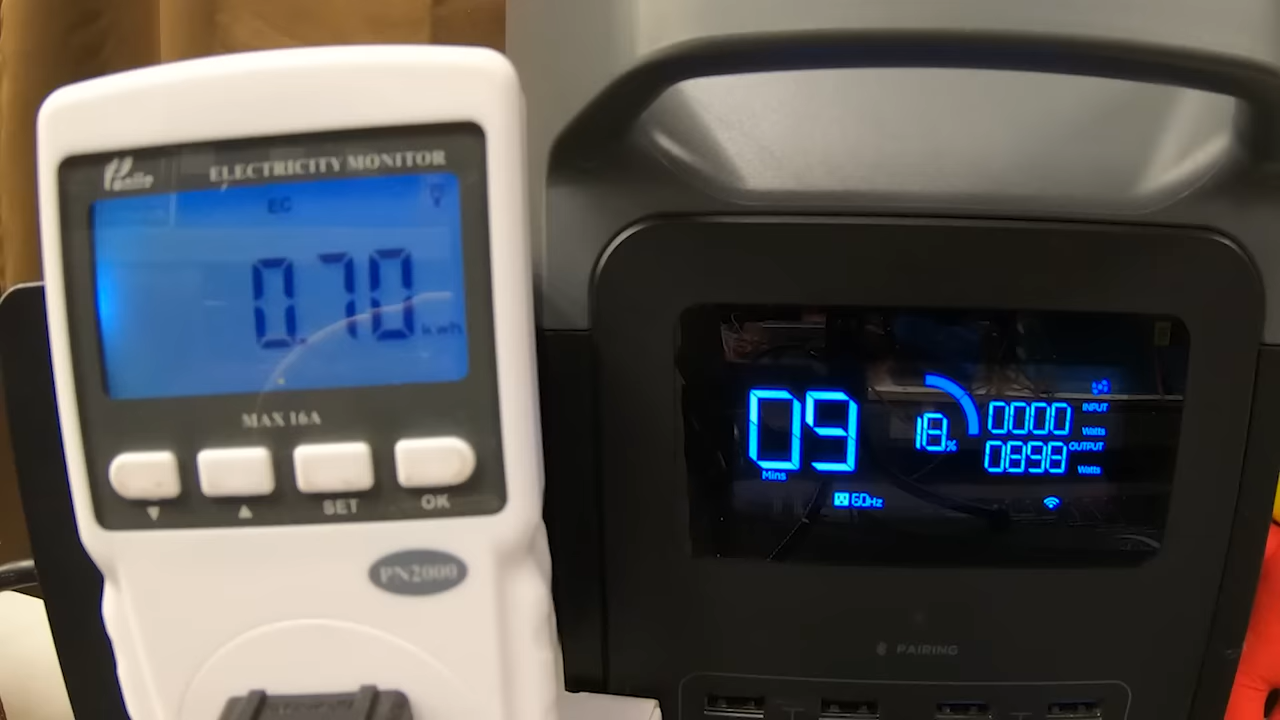 ELECTRICITY MONITOR
EC
0.70 kwh
MAX 16A
SET
OK
PN2000
09
Mins
18%
0000
INPUT
Watts
0898
OUTPUT
Watts
60Hz
PAIRING